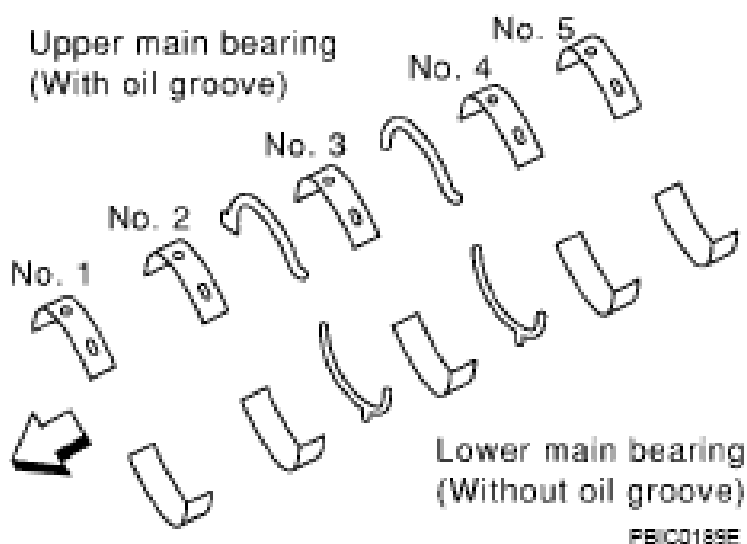 Upper main bearing
(With oil groove)
No. 5
No. 4
No. 3
No. 2
No. 1
Lower main bearing
(Without oil groove)
PBIC0189E